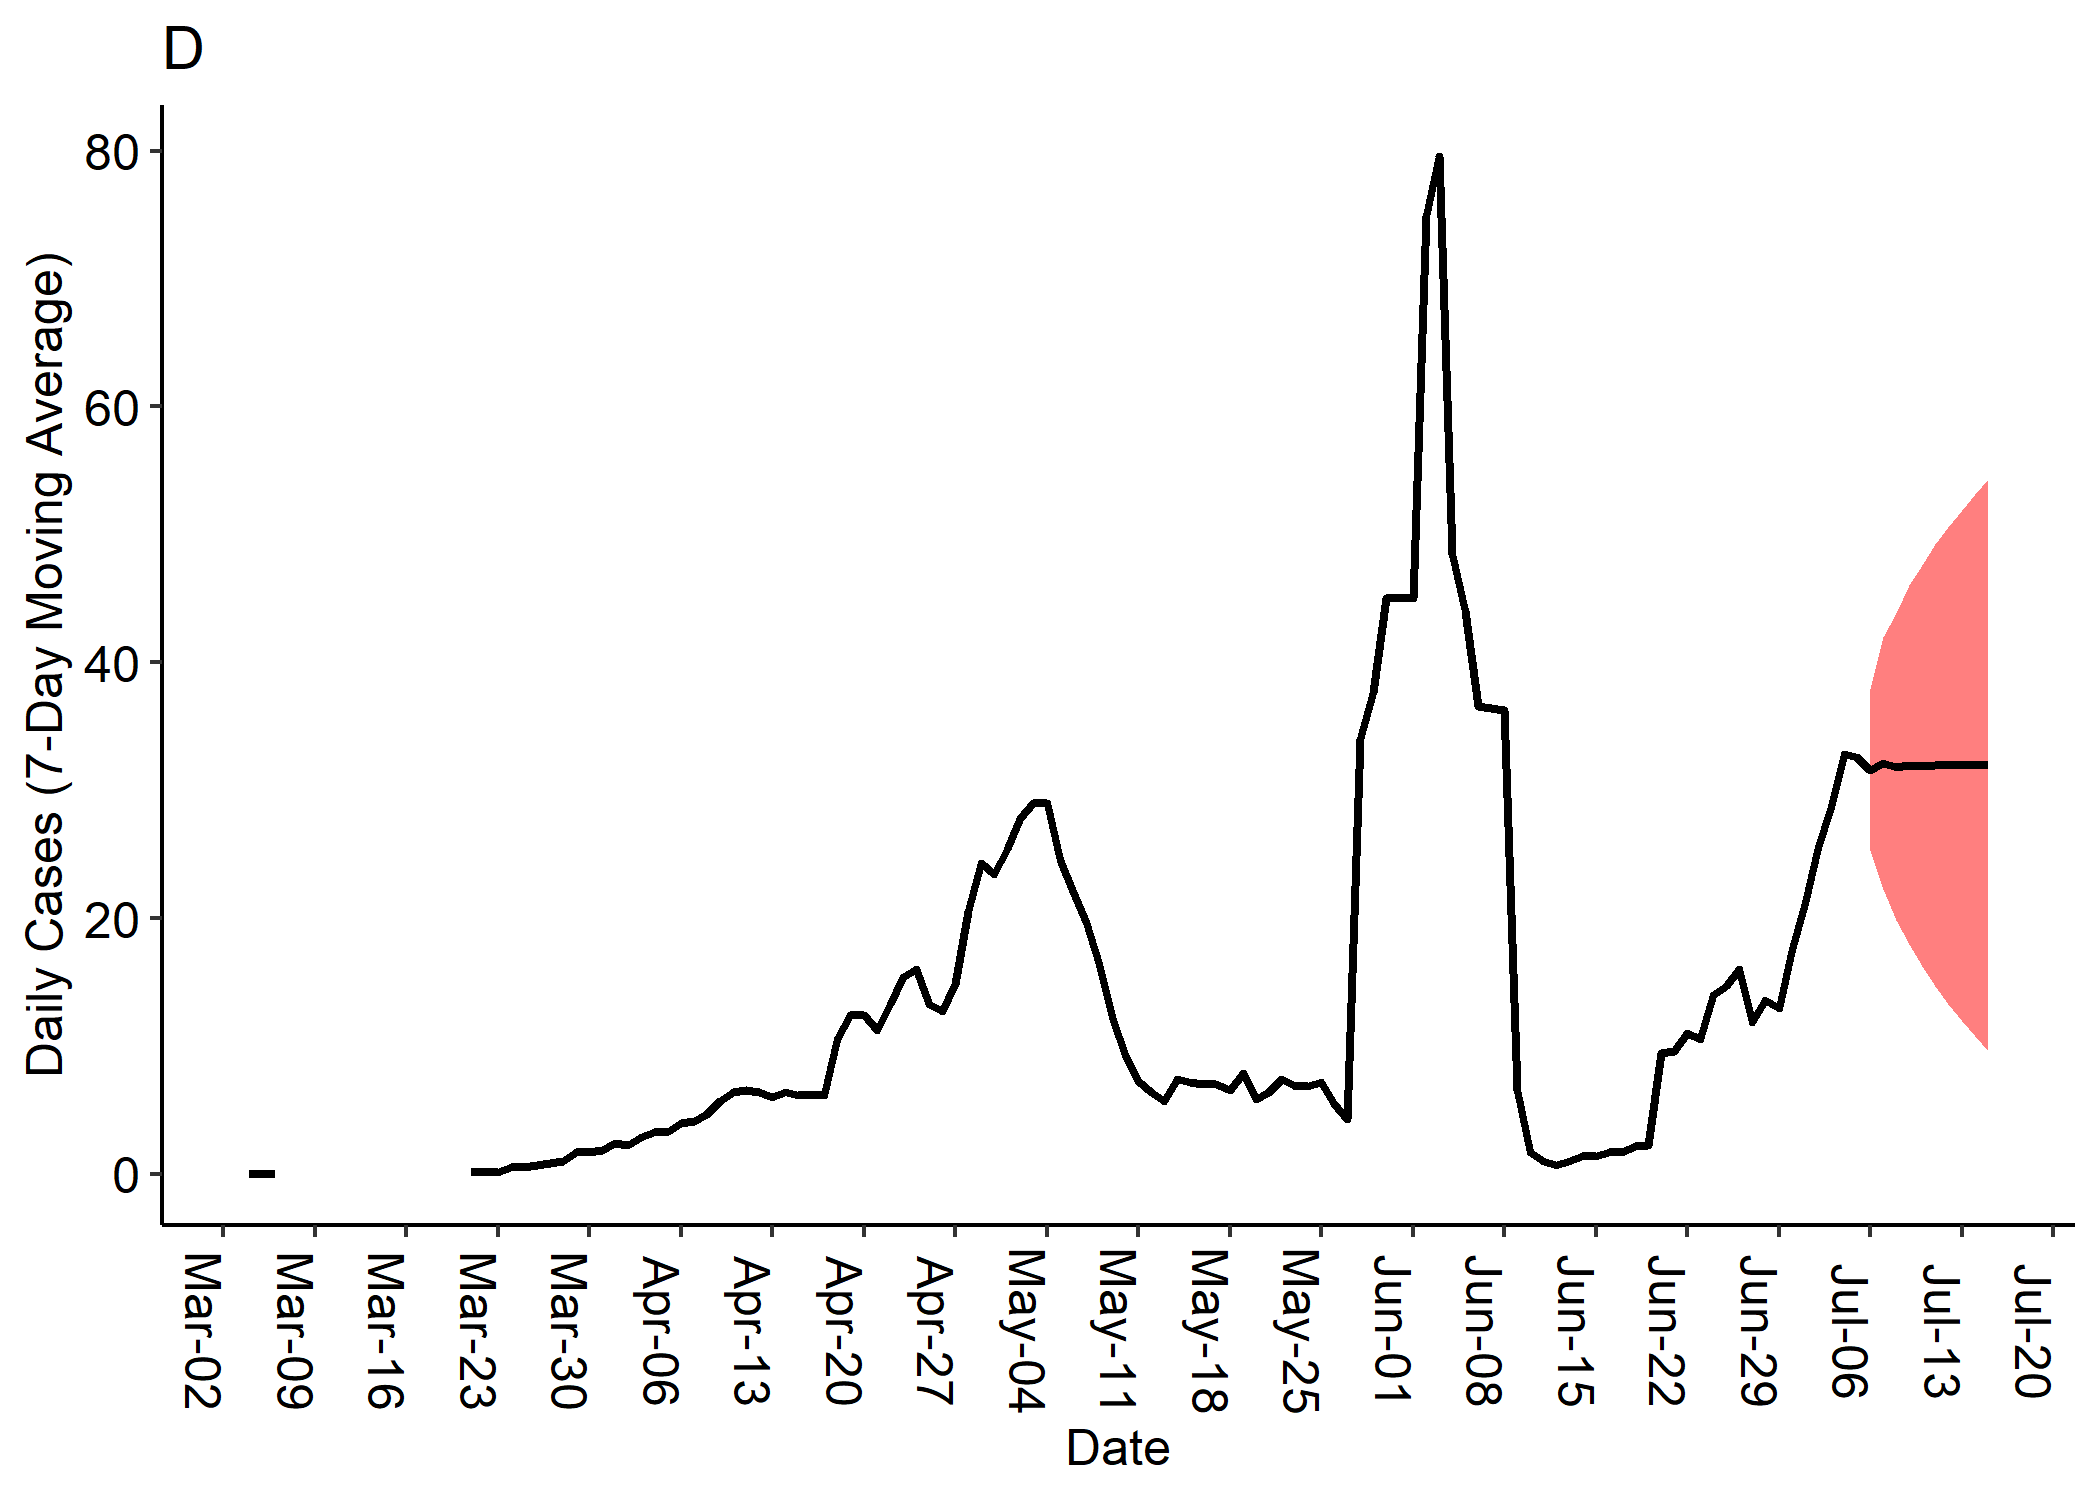 D
Daily Cases (7-Day Moving Average)
80
60
40
20
0
Mar-02
Mar-09
Mar-16
Mar-23
Mar-30
Apr-06
Apr-13
Apr-20
Apr-27
May-04
May-11
May-18
May-25
Jun-01
Jun-08
Jun-15
Jun-22
Jun-29
Jul-06
Jul-13
Jul-20
Date